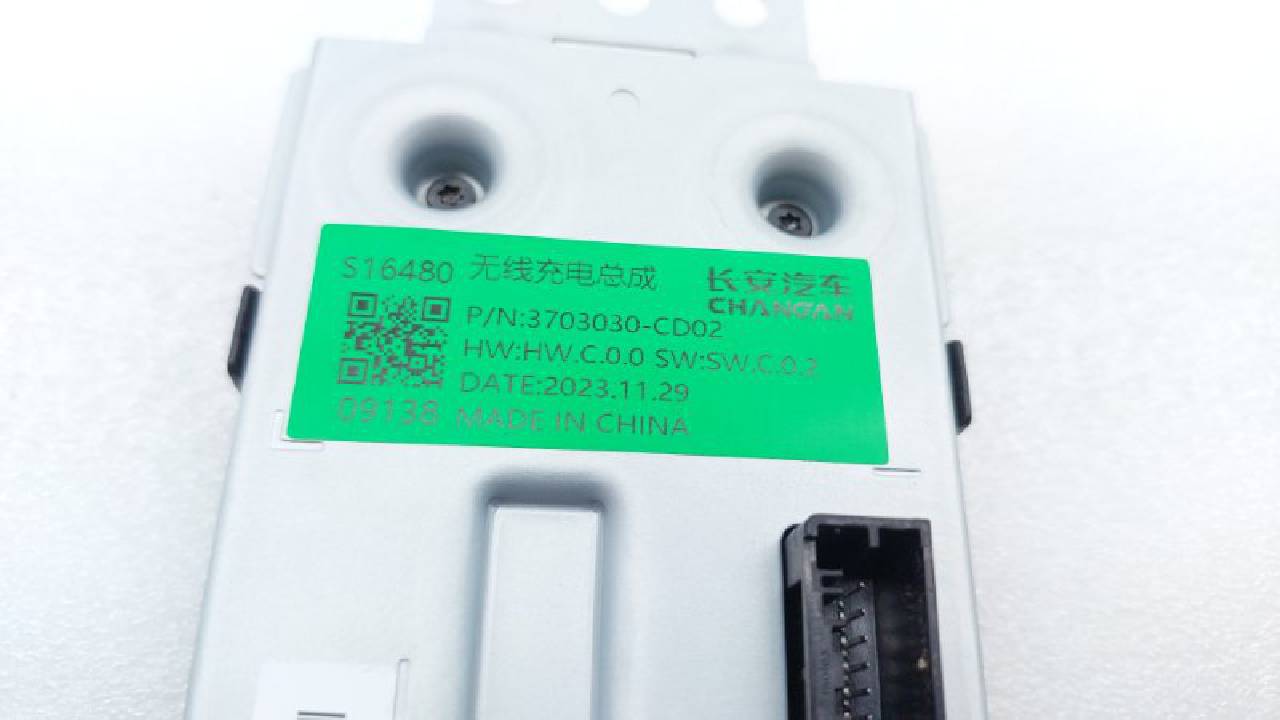 S16480 无线充电总成
长安汽车
CHANGAN
P/N:3703030-CD02
HW:HW.C.0.0 SW:SW.C.0.2
DATE:2023.11.29
09138 MADE IN CHINA